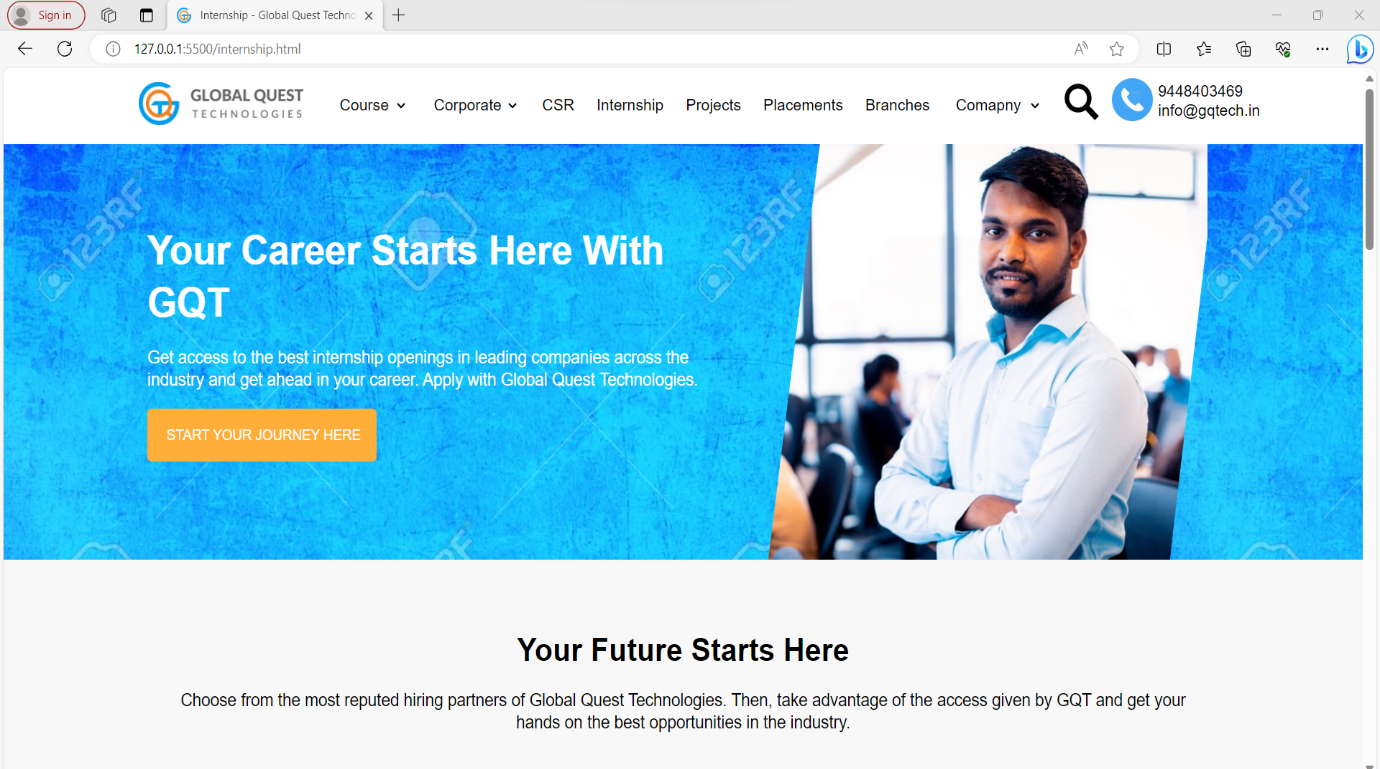 Sign in
Internship - Global Quest Techno
127.0.0.1:5500/internship.html
GLOBAL QUEST
TECHNOLOGIES
Course
Corporate
CSR
Internship
Projects
Placements
Branches
Comapny
9448403469
info@gqtech.in
Your Career Starts Here With
GQT
Get access to the best internship openings in leading companies across the
industry and get ahead in your career. Apply with Global Quest Technologies.
START YOUR JOURNEY HERE
123RF
123RF
123RF
123RF
Your Future Starts Here
Choose from the most reputed hiring partners of Global Quest Technologies. Then, take advantage of the access given by GQT and get your
hands on the best opportunities in the industry.